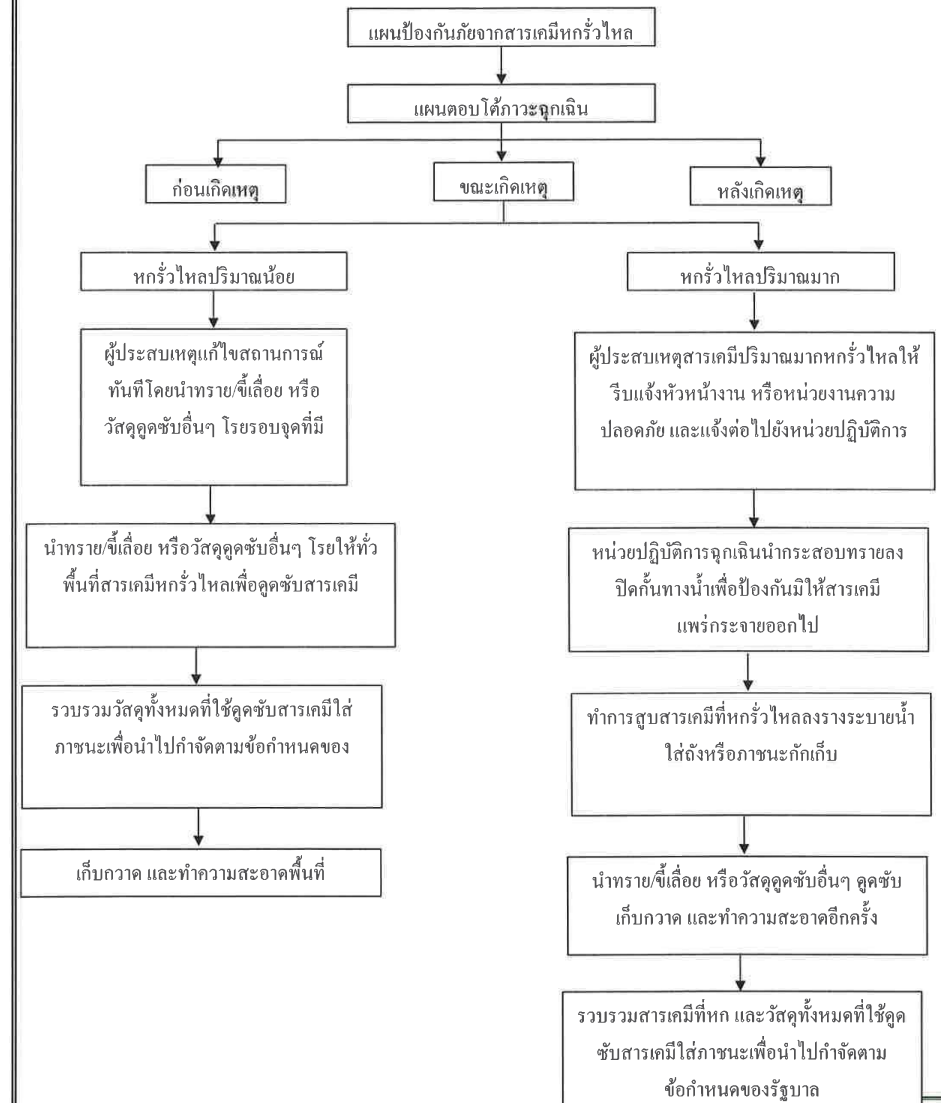 แผนป้องกันภัยจากสารเคมีหกรั่วไหล
แผนตอบโต้ภาวะฉุกเฉิน
ก่อนเกิดเหตุ
ขณะเกิดเหตุ
หลังเกิดเหตุ
หกรั่วไหลปริมาณน้อย
ผู้ประสบเหตุแก้ไขสถานการณ์
ทันทีโดยนำทราย/ขี้เลื่อย หรือ
วัสดุดูดซับอื่นๆ โรยรอบจุดที่มี
นำทราย/ขี้เลื่อย หรือวัสดุดูดซับอื่นๆ โรยให้ทั่ว
พื้นที่สารเคมีหกรั่วไหลเพื่อดูดซับสารเคมี
รวบรวมวัสดุทั้งหมดที่ใช้ดูดซับสารเคมีใส่
ภาชนะเพื่อนำไปกำจัดตามข้อกำหนดของ
เก็บกวาด และทำความสะอาดพื้นที่
หกรั่วไหลปริมาณมาก
ผู้ประสบเหตุสารเคมีปริมาณมากหกรั่วไหลให้
รีบแจ้งหัวหน้างาน หรือหน่วยงานความ
ปลอดภัย และแจ้งต่อไปยังหน่วยปฏิบัติการ
หน่วยปฏิบัติการฉุกเฉินนำกระสอบทรายลง
ปิดกั้นทางน้ำเพื่อป้องกันมิให้สารเคมี
แพร่กระจายออกไป
ทำการสูบสารเคมีที่หกรั่วไหลลงรางระบายน้ำ
ใส่ถังหรือภาชนะกักเก็บ
นำทราย/ขี้เลื่อย หรือวัสดุดูดซับอื่นๆ ดูดซับ
เก็บกวาด และทำความสะอาดอีกครั้ง
รวบรวมสารเคมีที่หก และวัสดุทั้งหมดที่ใช้ดูด
ซับสารเคมีใส่ภาชนะเพื่อนำไปกำจัดตาม
ข้อกำหนดของรัฐบาล